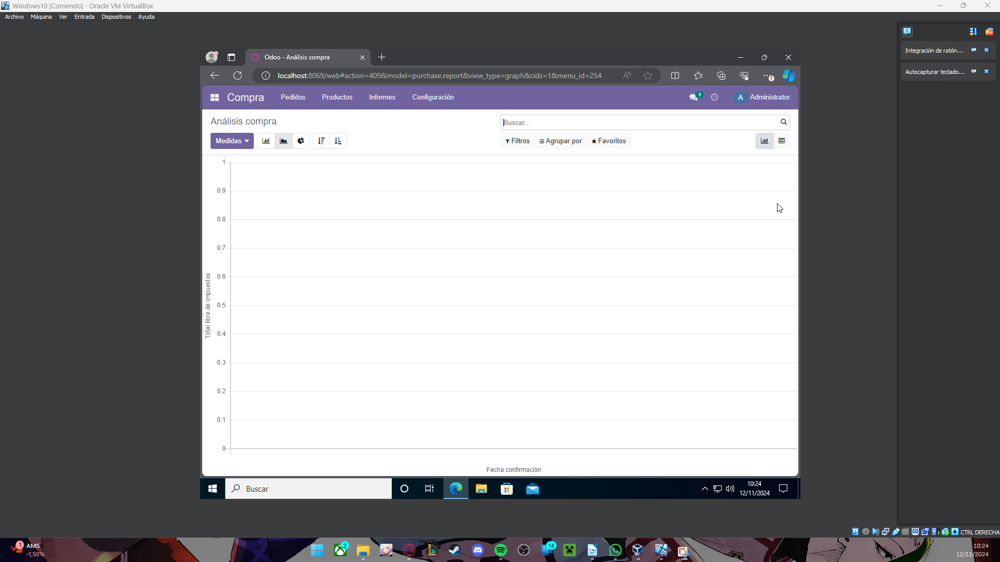 Windows10 [Corriendo] - Oracle VM VirtualBox
Archivo Máquina Ver Entrada Dispositivos Ayuda
Integración de ratón...
Autocapturar teclado...
Odoo - Análisis compra
localhost:8069/web#action=409&model=purchase.report&view_type=graph&cids=1&menu_id=254
Compra Pedidos Productos Informes Configuración 1 A Administrator
Análisis compra
Buscar...
Medidas
Filtros Agrupar por Favoritos
1
0.9
0.8
0.7
0.6
0.5
0.4
0.3
0.2
0.1
0
Total libre de impuestos
Fecha confirmación
Buscar
10:24
12/11/2024
CTRL DERECHA
1
AMS
-1,50%
2
14
10:24
12/11/2024